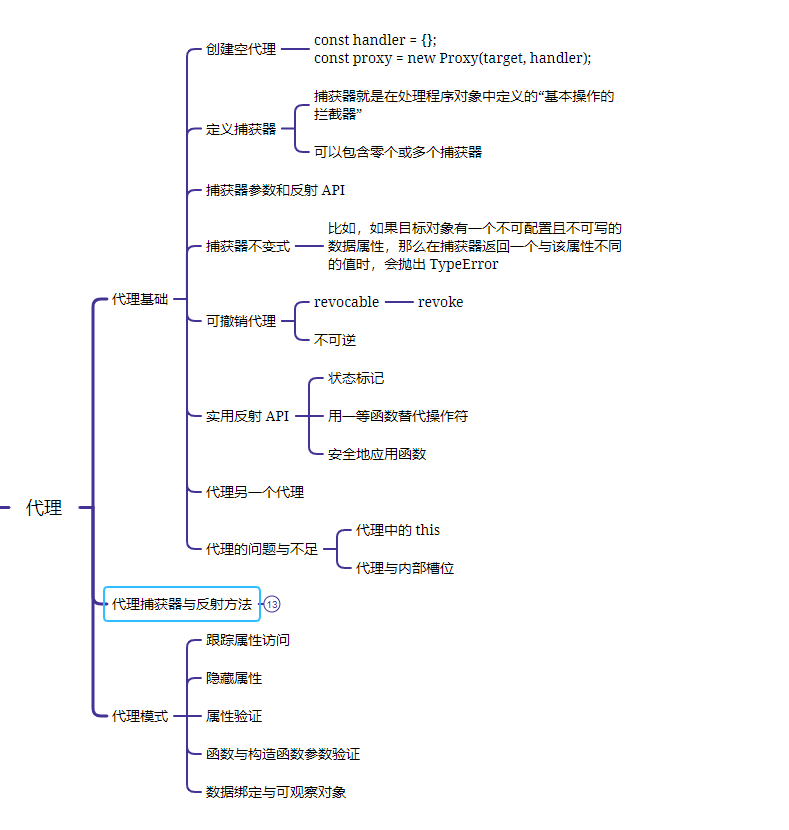 代理
代理基础
创建空代理
const handler = {};
const proxy = new Proxy(target, handler);
定义捕获器
捕获器就是在处理程序对象中定义的“基本操作的
拦截器”
可以包含零个或多个捕获器
捕获器参数和反射 API
捕获器不变式
比如，如果目标对象有一个不可配置且不可写的
数据属性，那么在捕获器返回一个与该属性不同
的值时，会抛出 TypeError
可撤销代理
revocable
revoke
不可逆
实用反射 API
状态标记
用一等函数替代操作符
安全地应用函数
代理另一个代理
代理的问题与不足
代理中的 this
代理与内部槽位
代理捕获器与反射方法
13
代理模式
跟踪属性访问
隐藏属性
属性验证
函数与构造函数参数验证
数据绑定与可观察对象